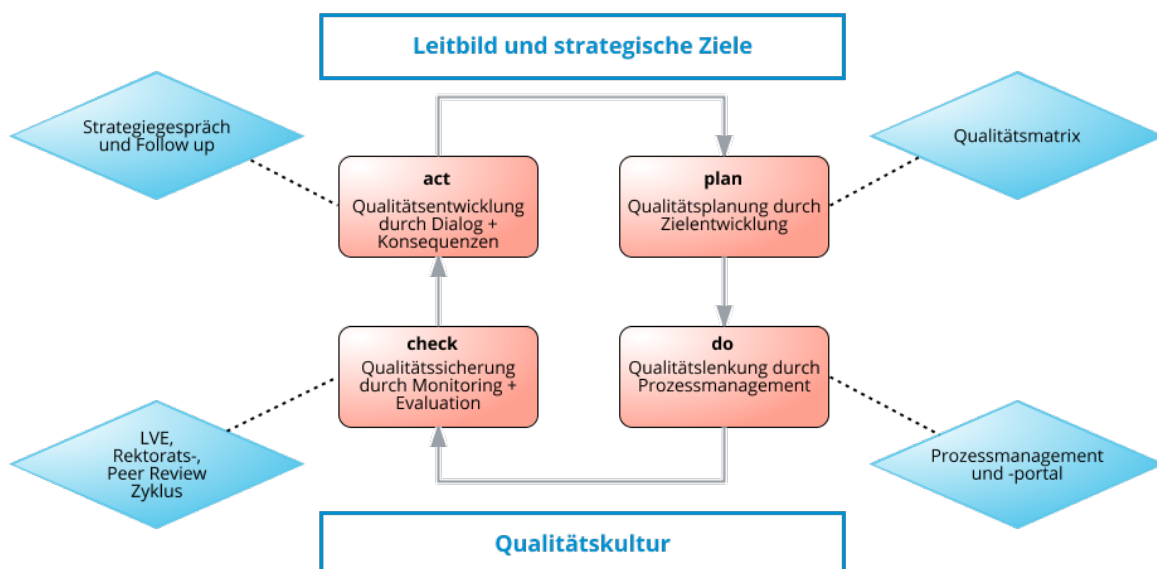 Leitbild und strategische Ziele
Strategiegespräch
und Follow up
Qualitätsmatrix
act
Qualitätsentwicklung
durch Dialog +
Konsequenzen
plan
Qualitätsplanung durch
Zielentwicklung
check
Qualitätssicherung
durch Monitoring +
Evaluation
do
Qualitätslenkung durch
Prozessmanagement
LVE,
Rektorats-,
Peer Review
Zyklus
Prozessmanagement
und -portal
Qualitätskultur